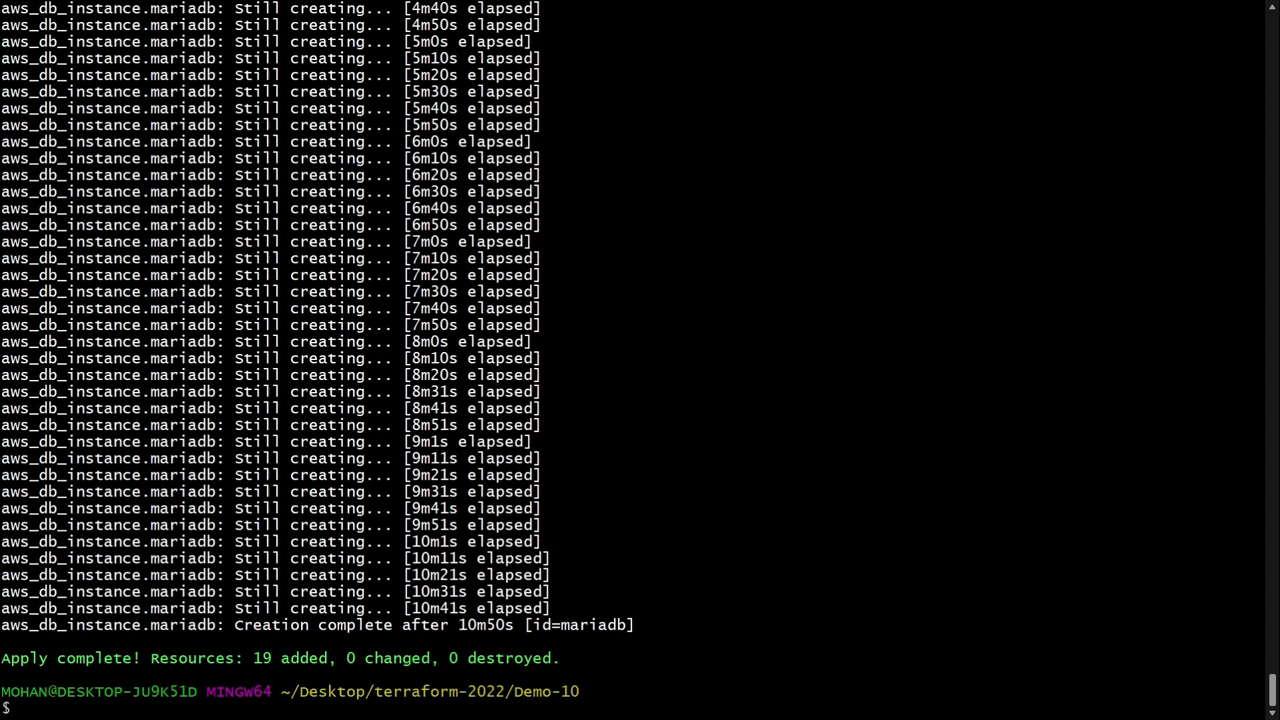 aws_db_instance.mariadb: Still creating... [4m40s elapsed]
aws_db_instance.mariadb: Still creating... [4m50s elapsed]
aws_db_instance.mariadb: Still creating... [5m0s elapsed]
aws_db_instance.mariadb: Still creating... [5m10s elapsed]
aws_db_instance.mariadb: Still creating... [5m20s elapsed]
aws_db_instance.mariadb: Still creating... [5m30s elapsed]
aws_db_instance.mariadb: Still creating... [5m40s elapsed]
aws_db_instance.mariadb: Still creating... [5m50s elapsed]
aws_db_instance.mariadb: Still creating... [6m0s elapsed]
aws_db_instance.mariadb: Still creating... [6m10s elapsed]
aws_db_instance.mariadb: Still creating... [6m20s elapsed]
aws_db_instance.mariadb: Still creating... [6m30s elapsed]
aws_db_instance.mariadb: Still creating... [6m40s elapsed]
aws_db_instance.mariadb: Still creating... [6m50s elapsed]
aws_db_instance.mariadb: Still creating... [7m0s elapsed]
aws_db_instance.mariadb: Still creating... [7m10s elapsed]
aws_db_instance.mariadb: Still creating... [7m20s elapsed]
aws_db_instance.mariadb: Still creating... [7m30s elapsed]
aws_db_instance.mariadb: Still creating... [7m40s elapsed]
aws_db_instance.mariadb: Still creating... [7m50s elapsed]
aws_db_instance.mariadb: Still creating... [8m0s elapsed]
aws_db_instance.mariadb: Still creating... [8m10s elapsed]
aws_db_instance.mariadb: Still creating... [8m20s elapsed]
aws_db_instance.mariadb: Still creating... [8m31s elapsed]
aws_db_instance.mariadb: Still creating... [8m41s elapsed]
aws_db_instance.mariadb: Still creating... [8m51s elapsed]
aws_db_instance.mariadb: Still creating... [9m1s elapsed]
aws_db_instance.mariadb: Still creating... [9m11s elapsed]
aws_db_instance.mariadb: Still creating... [9m21s elapsed]
aws_db_instance.mariadb: Still creating... [9m31s elapsed]
aws_db_instance.mariadb: Still creating... [9m41s elapsed]
aws_db_instance.mariadb: Still creating... [9m51s elapsed]
aws_db_instance.mariadb: Still creating... [10m1s elapsed]
aws_db_instance.mariadb: Still creating... [10m11s elapsed]
aws_db_instance.mariadb: Still creating... [10m21s elapsed]
aws_db_instance.mariadb: Still creating... [10m31s elapsed]
aws_db_instance.mariadb: Still creating... [10m41s elapsed]
aws_db_instance.mariadb: Creation complete after 10m50s [id=mariadb]
Apply complete! Resources: 19 added, 0 changed, 0 destroyed.
MOHAN@DESKTOP-JU9K51D MINGW64 ~/Desktop/terraform-2022/Demo-10
$